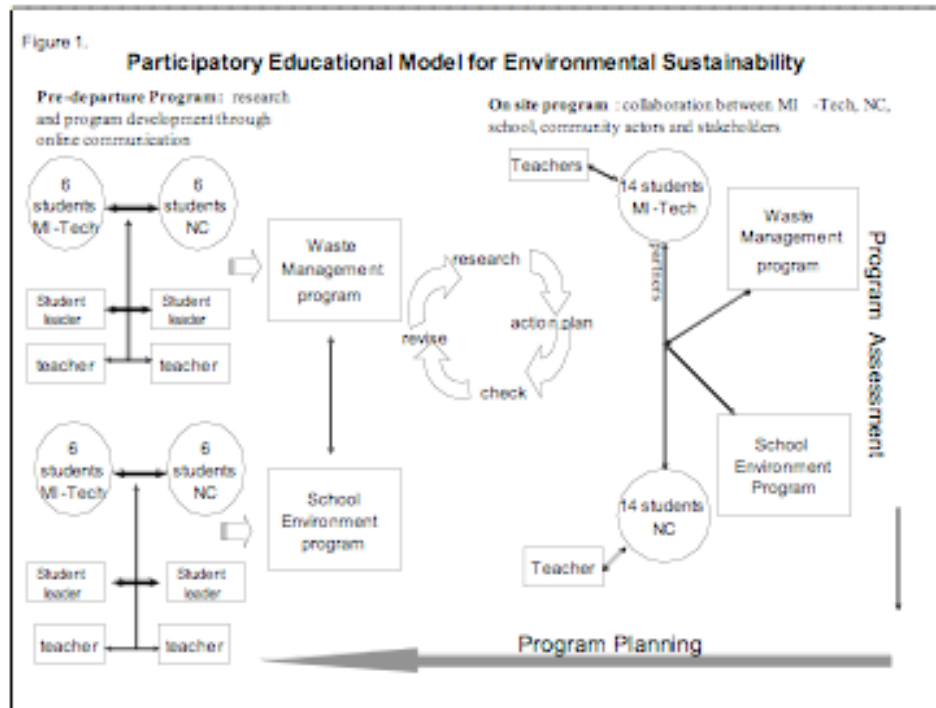 Figure 1.
Participatory Educational Model for Environmental Sustainability
Pre-departure Program: research
and program development through
online communication
On site program : collaboration between MI -Tech, NC,
school, community actors and stakeholders
6
students
MI-Tech
6
students
NC
Student
leader
Student
leader
teacher
teacher
Waste
Management
program
research
action plan
check
revise
6
students
MI-Tech
6
students
NC
Student
leader
Student
leader
teacher
teacher
School
Environment
program
Teachers
14 students
MI-Tech
partners
Waste
Management
program
School
Environment
Program
14 students
NC
Teacher
Program Assessment
Program Planning